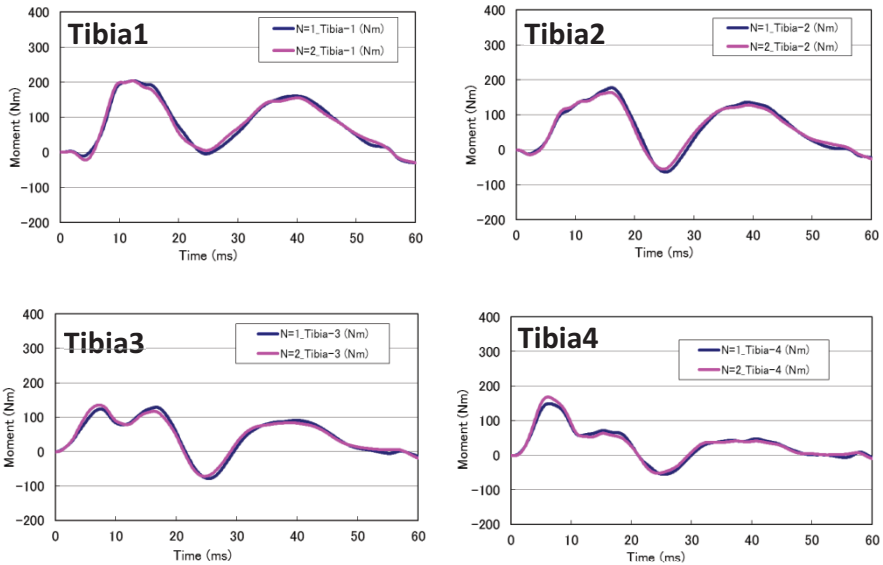 Tibia1
N=1_Tibia-1 (Nm)
N=2_Tibia-1 (Nm)
Moment (Nm)
400
300
200
100
0
-100
-200
0 10 20 30 40 50 60
Time (ms)
Tibia2
N=1_Tibia-2 (Nm)
N=2_Tibia-2 (Nm)
Moment (Nm)
400
300
200
100
0
-100
-200
0 10 20 30 40 50 60
Time (ms)
Tibia3
N=1_Tibia-3 (Nm)
N=2_Tibia-3 (Nm)
Moment (Nm)
400
300
200
100
0
-100
-200
0 10 20 30 40 50 60
Time (ms)
Tibia4
N=1_Tibia-4 (Nm)
N=2_Tibia-4 (Nm)
Moment (Nm)
400
300
200
100
0
-100
-200
0 10 20 30 40 50 60
Time (ms)